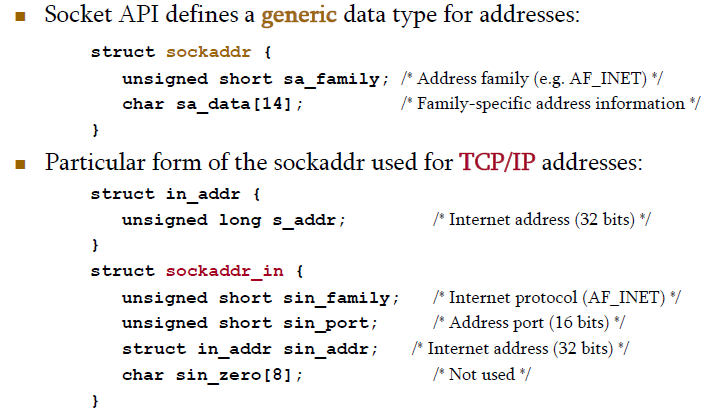 ■ Socket API defines a generic data type for addresses:
struct sockaddr {
unsigned short sa_family; /* Address family (e.g. AF_INET) */
char sa_data[14]; /* Family-specific address information */
}
■ Particular form of the sockaddr used for TCP/IP addresses:
struct in_addr {
unsigned long s_addr; /* Internet address (32 bits) */
}
struct sockaddr_in {
unsigned short sin_family; /* Internet protocol (AF_INET) */
unsigned short sin_port; /* Address port (16 bits) */
struct in_addr sin_addr; /* Internet address (32 bits) */
char sin_zero[8]; /* Not used */
}